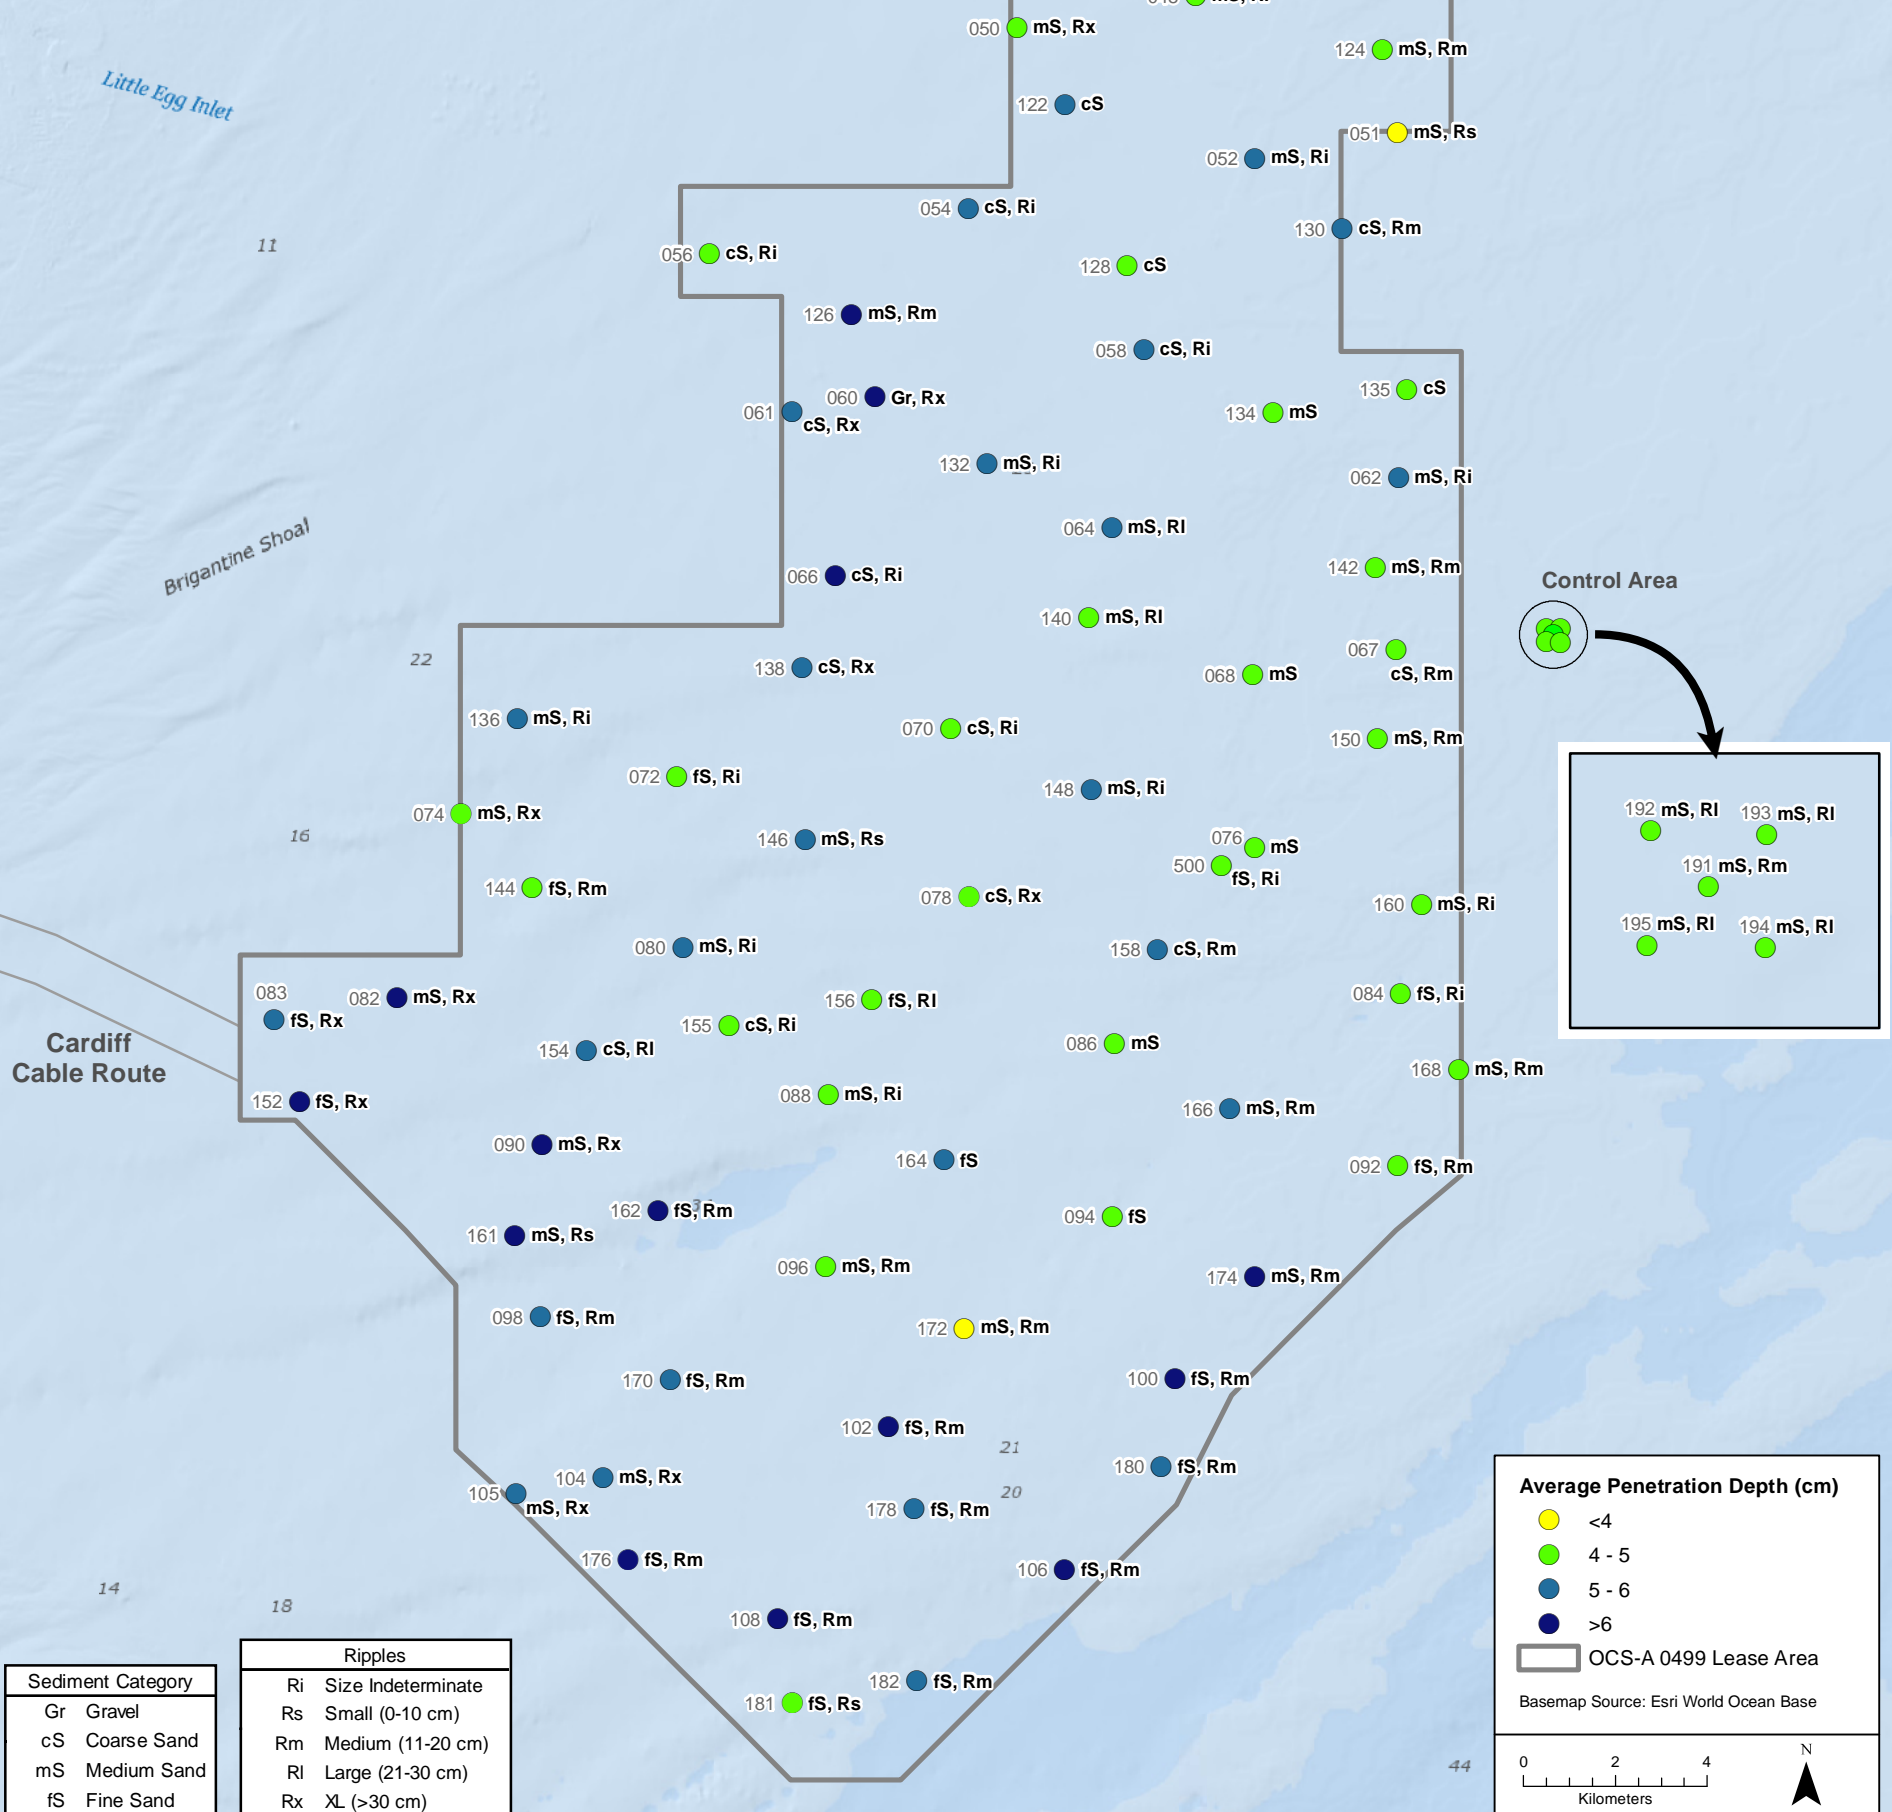 050 mS, Rx
124 mS, Rm
Little Egg Inlet
122 cS
051 mS, Rs
052 mS, Ri
054 cS, Ri
130 cS, Rm
11
056 cS, Ri
128 cS
126 mS, Rm
058 cS, Ri
135 cS
060 Gr, Rx
061 cS, Rx
134 mS
132 mS, Ri
062 mS, Ri
064 mS, Rl
Brigantine Shoal
142 mS, Rm
066 cS, Ri
Control Area
140 mS, Rl
067 cS, Rm
22
138 cS, Rx
068 mS
136 mS, Ri
070 cS, Ri
150 mS, Rm
072 fS, Ri
148 mS, Ri
074 mS, Rx
192 mS, Rl
193 mS, Rl
16
146 mS, Rs
076 mS
500 fS, Ri
191 mS, Rm
144 fS, Rm
078 cS, Rx
160 mS, Ri
195 mS, Rl
194 mS, Rl
080 mS, Ri
158 cS, Rm
083 fS, Rx
082 mS, Rx
156 fS, Rl
084 fS, Ri
155 cS, Ri
Cardiff
Cable Route
154 cS, Rl
086 mS
168 mS, Rm
152 fS, Rx
088 mS, Ri
166 mS, Rm
090 mS, Rx
164 fS
092 fS, Rm
162 fS, Rm
094 fS
161 mS, Rs
096 mS, Rm
174 mS, Rm
098 fS, Rm
172 mS, Rm
170 fS, Rm
100 fS, Rm
102 fS, Rm
21
104 mS, Rx
180 fS, Rm
105 mS, Rx
20
178 fS, Rm
176 fS, Rm
106 fS, Rm
14
18
108 fS, Rm
182 fS, Rm
181 fS, Rs
44
Sediment Category
Gr Gravel
cS Coarse Sand
mS Medium Sand
fS Fine Sand
Ripples
Ri Size Indeterminate
Rs Small (0-10 cm)
Rm Medium (11-20 cm)
Rl Large (21-30 cm)
Rx XL (>30 cm)
Average Penetration Depth (cm)
<4
4 - 5
5 - 6
>6
OCS-A 0499 Lease Area
Basemap Source: Esri World Ocean Base
0 2 4
Kilometers
N